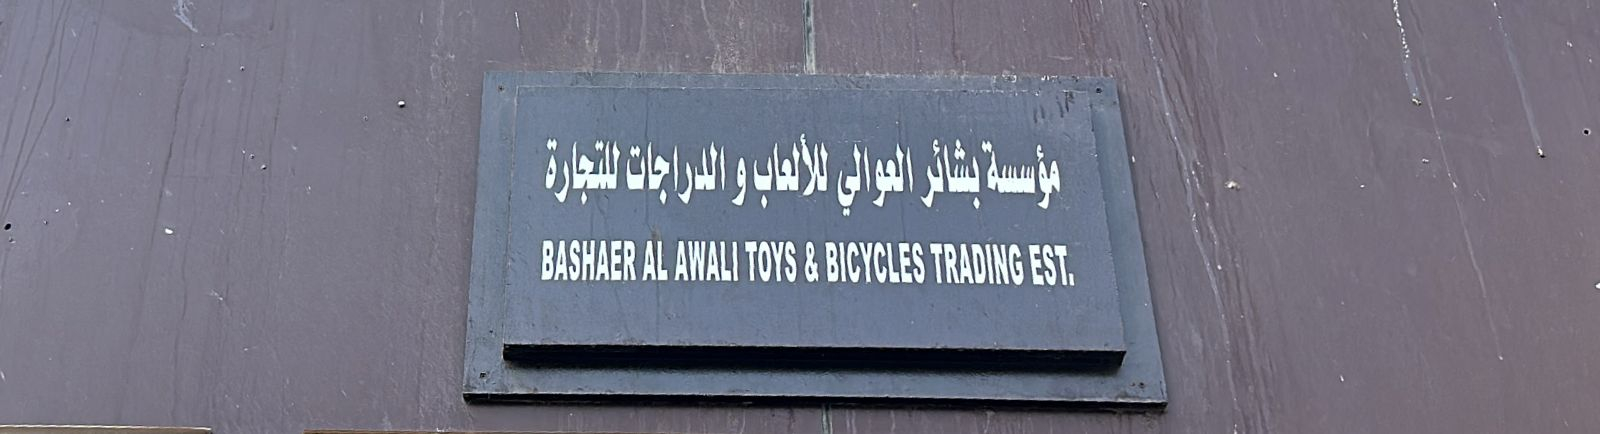 مؤسسة بشائر العوالي للألعاب و الدراجات للتجارة
BASHAER AL AWALI TOYS & BICYCLES TRADING EST.